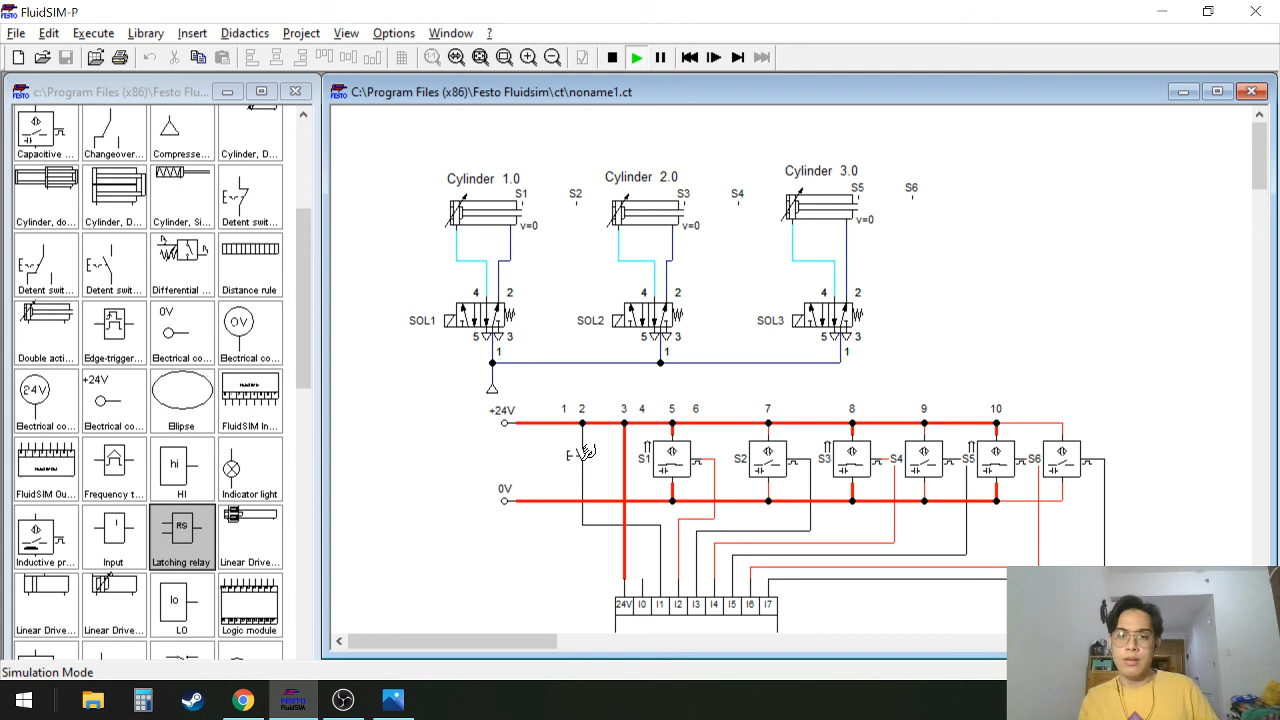 FluidSIM-P
File Edit Execute Library Insert Didactics Project View Options Window ?
c:\Program Files (x86)\Festo Flu...
C:\Program Files (x86)\Festo Fluidsim\ct\noname1.ct
Capacitive ... Changeover... Compresse... Cylinder, D...
Cylinder, do... Cylinder, D... Cylinder, Si... Detent swit...
Detent swit... Detent swit... Differential ... Distance rule
0V 0V
Double acti... Edge-trigger... Electrical co... Electrical co...
24V +24V
Electrical co... Electrical co... Ellipse FluidSIM In...
hi
FluidSIM Ou... Frequency t... HI Indicator light
I RS
Inductive pr... Input Latching relay Linear Drive...
lo
Linear Drive... Linear Drive... LO Logic module
Cylinder 1.0 Cylinder 2.0 Cylinder 3.0
S1 S2 S3 S4 S5 S6
v=0 v=0 v=0
4 2 4 2 4 2
SOL1 SOL2 SOL3
5 3 5 3 5 3
1 1 1
+24V 1 2 3 4 5 6 7 8 9 10
S1 S2 S3 S4 S5 S6
0V
24V I0 I1 I2 I3 I4 I5 I6 I7
Simulation Mode
FESTO